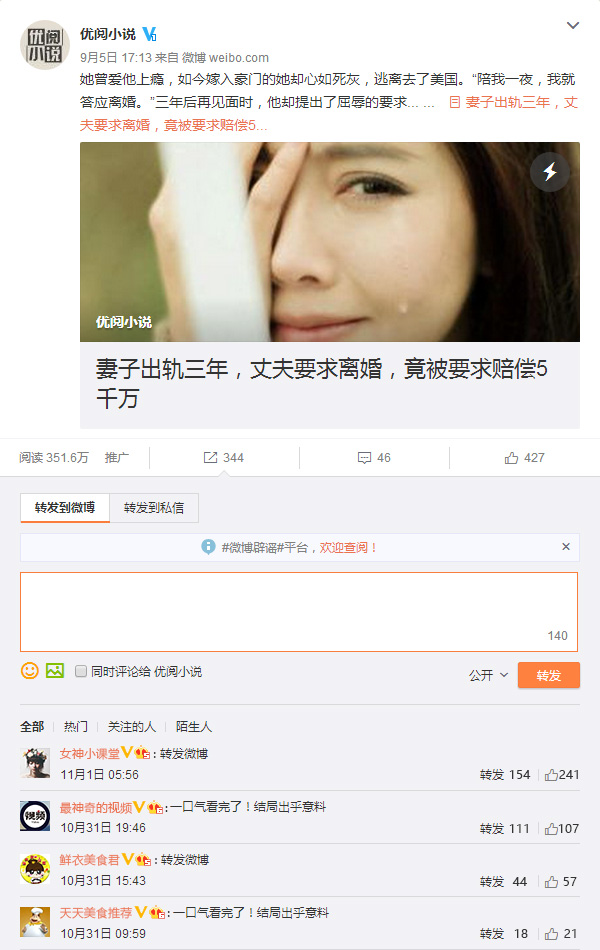 优阅小说
优阅小说
9月5日 17:13 来自 微博 weibo.com
她曾爱他上瘾，如今嫁入豪门的她却心如死灰，逃离去了美国。“陪我一夜，我就
答应离婚。”三年后再见面时，他却提出了屈辱的要求... ... 妻子出轨三年，丈
夫要求离婚，竟被要求赔偿5...
优阅小说
妻子出轨三年，丈夫要求离婚，竟被要求赔偿5
千万
阅读 351.6万 推广 344 46 427
转发到微博 转发到私信
#微博辟谣#平台，欢迎查阅！ ×
140
同时评论给 优阅小说 公开 转发
全部 热门 关注的人 陌生人
女神小课堂：转发微博
11月1日 05:56 转发 154 241
视频
最神奇的视频：一口气看完了！结局出乎意料
10月31日 19:46 转发 111 107
鲜衣美食君：转发微博
10月31日 15:43 转发 44 57
天天美食推荐：一口气看完了！结局出乎意料
10月31日 09:59 转发 18 21